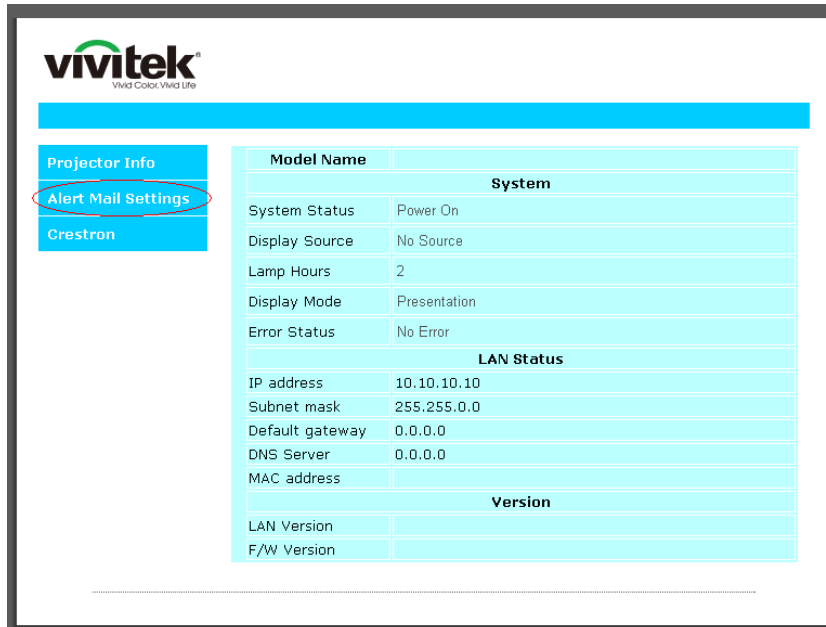 vivitek®
Vivid Color, Vivid Life
Projector Info
Alert Mail Settings
Crestron
Model Name
System
System Status Power On
Display Source No Source
Lamp Hours 2
Display Mode Presentation
Error Status No Error
LAN Status
IP address 10.10.10.10
Subnet mask 255.255.0.0
Default gateway 0.0.0.0
DNS Server 0.0.0.0
MAC address
Version
LAN Version
F/W Version